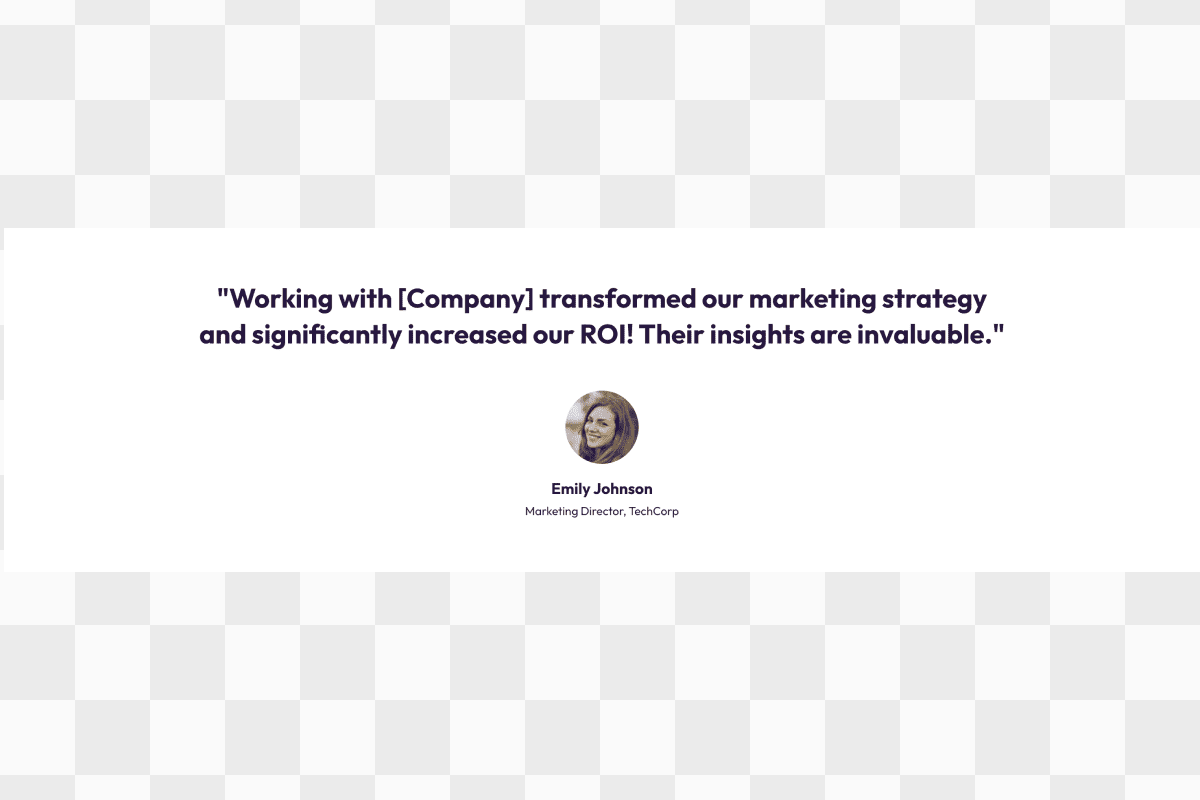 "Working with [Company] transformed our marketing strategy
and significantly increased our ROI! Their insights are invaluable."
Emily Johnson
Marketing Director, TechCorp